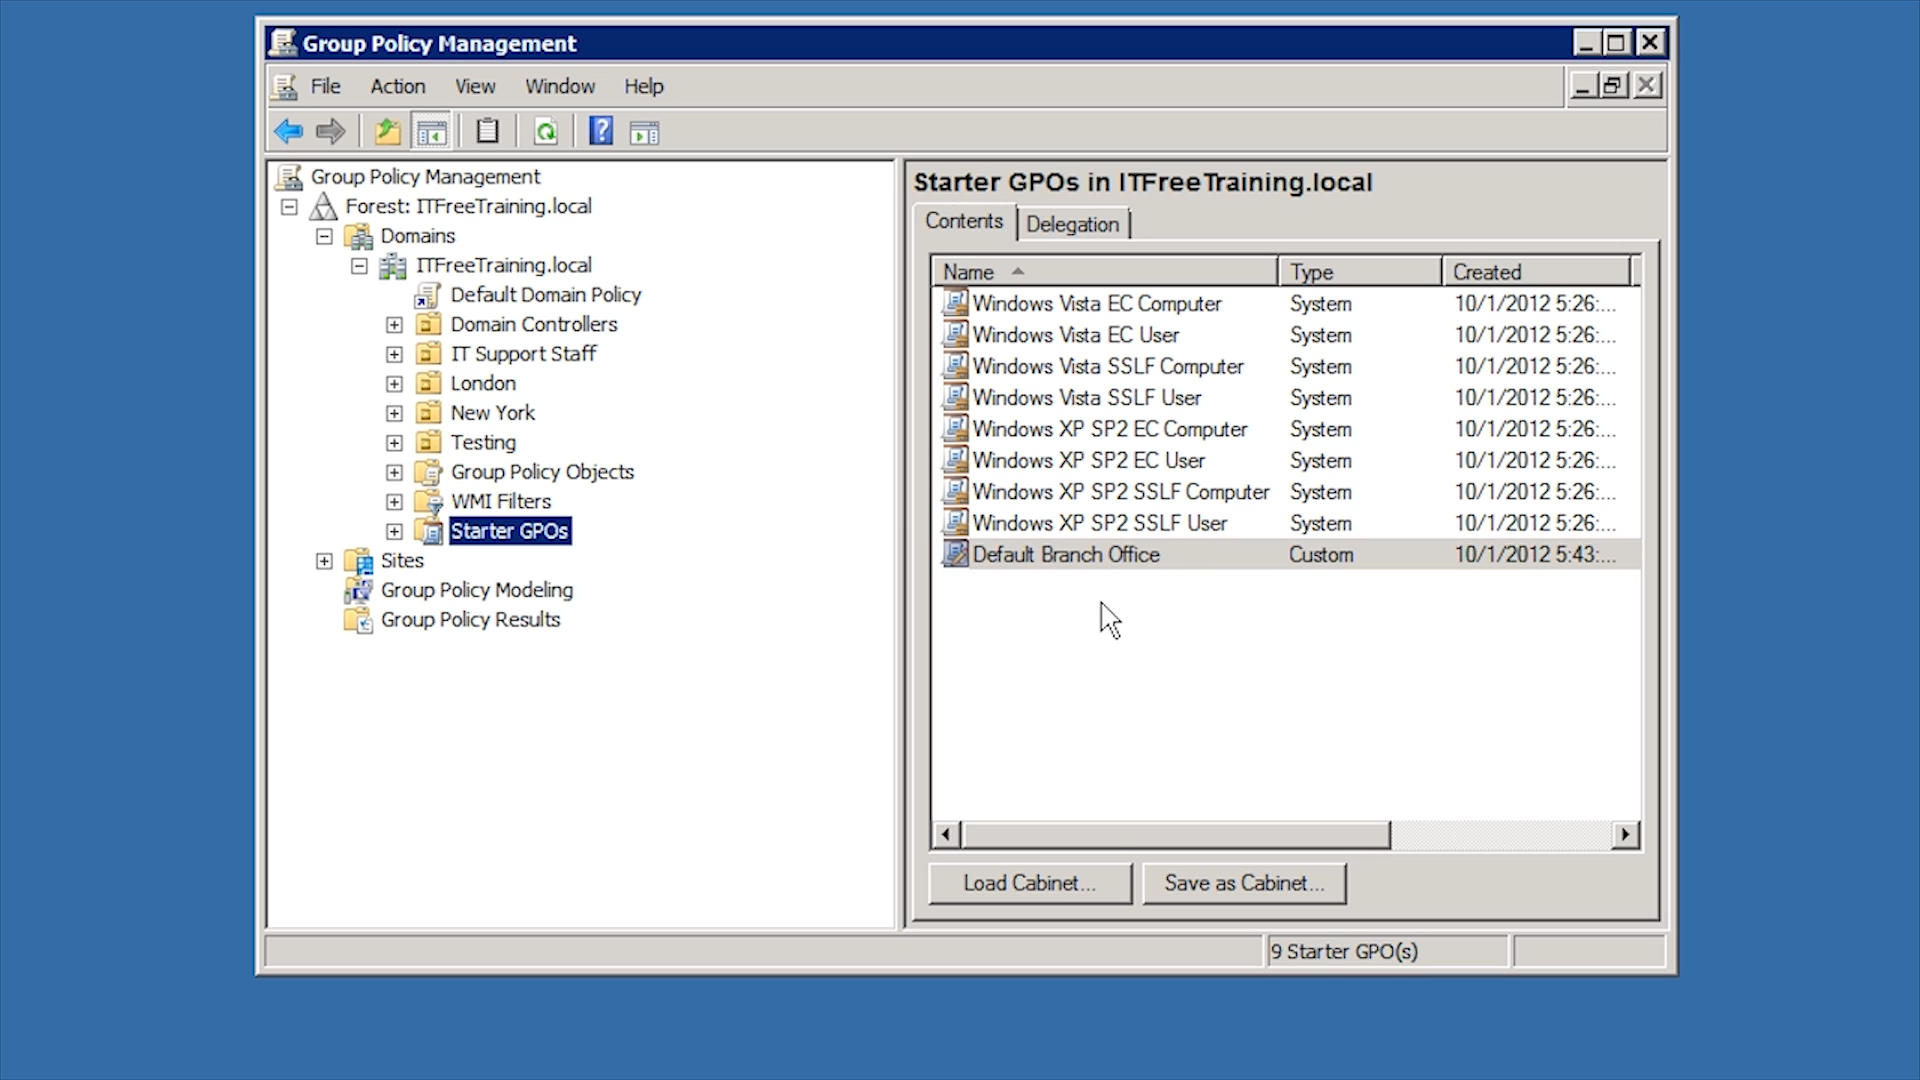 Group Policy Management
File Action View Window Help
Group Policy Management
Forest: ITFreeTraining.local
Domains
ITFreeTraining.local
Default Domain Policy
Domain Controllers
IT Support Staff
London
New York
Testing
Group Policy Objects
WMI Filters
Starter GPOs
Sites
Group Policy Modeling
Group Policy Results
Starter GPOs in ITFreeTraining.local
Contents Delegation
Name Type Created
Windows Vista EC Computer System 10/1/2012 5:26:...
Windows Vista EC User System 10/1/2012 5:26:...
Windows Vista SSLF Computer System 10/1/2012 5:26:...
Windows Vista SSLF User System 10/1/2012 5:26:...
Windows XP SP2 EC Computer System 10/1/2012 5:26:...
Windows XP SP2 EC User System 10/1/2012 5:26:...
Windows XP SP2 SSLF Computer System 10/1/2012 5:26:...
Windows XP SP2 SSLF User System 10/1/2012 5:26:...
Default Branch Office Custom 10/1/2012 5:43:...
Load Cabinet... Save as Cabinet...
9 Starter GPO(s)